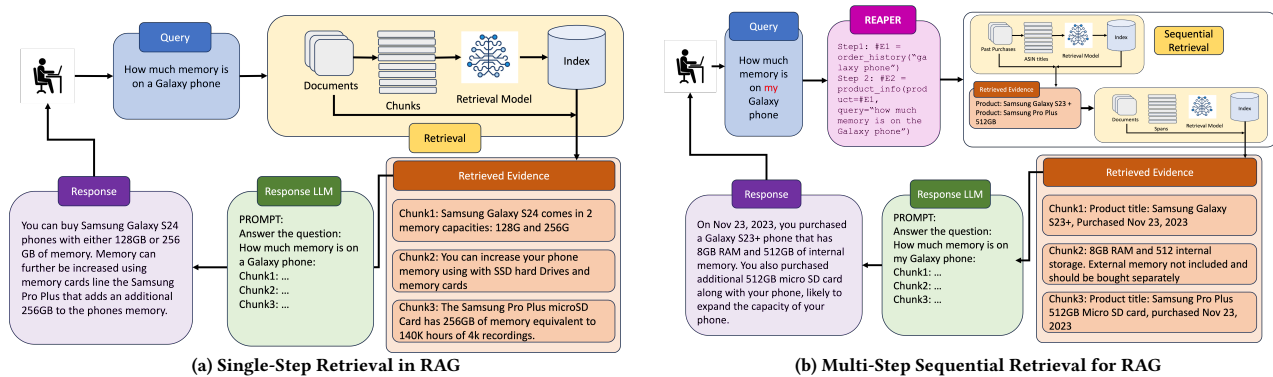 Query
How much memory is
on a Galaxy phone
Documents
Chunks
Retrieval Model
Index
Retrieval
Retrieved Evidence
Chunk1: Samsung Galaxy S24 comes in 2
memory capacities: 128G and 256G
Chunk2: You can increase your phone
memory using with SSD hard Drives and
memory cards
Chunk3: The Samsung Pro Plus microSD
Card has 256GB of memory equivalent to
140K hours of 4k recordings.
Response LLM
PROMPT:
Answer the question:
How much memory is on
a Galaxy phone:
Chunk1: ...
Chunk2: ...
Chunk3: ...
Response
You can buy Samsung Galaxy S24
phones with either 128GB or 256
GB of memory. Memory can
further be increased using
memory cards line the Samsung
Pro Plus that adds an additional
256GB to the phones memory.
(a) Single-Step Retrieval in RAG
Query
How much
memory is
on my
Galaxy
phone
REAPER
Step1: #E1 =
order_history("ga
laxy phone")
Step 2: #E2 =
product_info(prod
uct=#E1,
query="how much
memory is on the
Galaxy phone")
Past Purchases
ASIN titles
Retrieval Model
Index
Sequential
Retrieval
Retrieved Evidence
Product: Samsung Galaxy S23 +
Product: Samsung Pro Plus
512GB
Documents
Spans
Retrieval Model
Index
Retrieved Evidence
Chunk1: Product title: Samsung Galaxy
S23+, Purchased Nov 23, 2023
Chunk2: 8GB RAM and 512 internal
storage. External memory not included and
should be bought separately
Chunk3: Product title: Samsung Pro Plus
512GB Micro SD card, purchased Nov 23,
2023
Response LLM
PROMPT:
Answer the question:
How much memory is on
my Galaxy phone:
Chunk1: ...
Chunk2: ...
Chunk3: ...
Response
On Nov 23, 2023, you purchased
a Galaxy S23+ phone that has
8GB RAM and 512GB of internal
memory. You also purchased
additional 512GB micro SD card
along with your phone, likely to
expand the capacity of your
phone.
(b) Multi-Step Sequential Retrieval for RAG